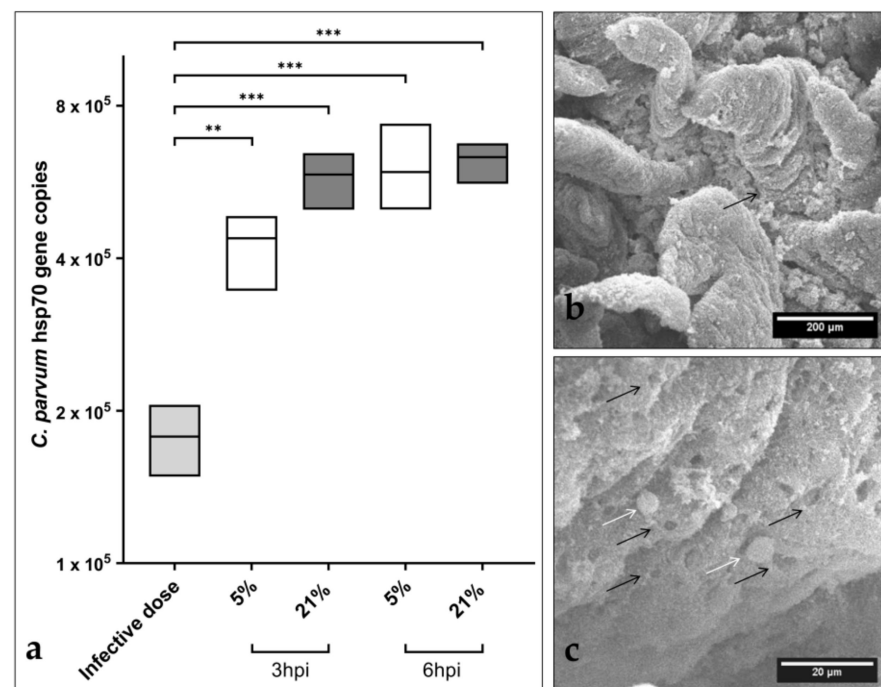 ***
***
***
**
8 x 10⁵
4 x 10⁵
2 x 10⁵
1 x 10⁵
C. parvum hsp70 gene copies
Infective dose
5%
21%
5%
21%
3hpi
6hpi
a
b
200 µm
c
20 µm